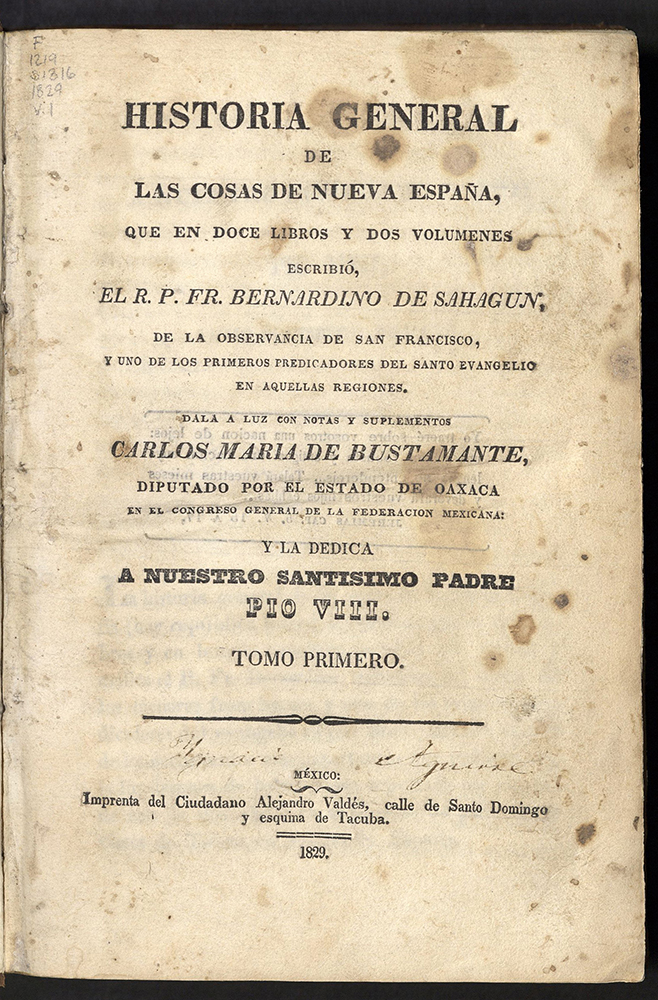 F
1219
.S1316
1829
v.1
HISTORIA GENERAL
DE
LAS COSAS DE NUEVA ESPAÑA,
QUE EN DOCE LIBROS Y DOS VOLUMENES
ESCRIBIÓ,
EL R. P. FR. BERNARDINO DE SAHAGUN,
DE LA OBSERVANCIA DE SAN FRANCISCO,
Y UNO DE LOS PRIMEROS PREDICADORES DEL SANTO EVANGELIO
EN AQUELLAS REGIONES.
DALA A LUZ CON NOTAS Y SUPLEMENTOS
CARLOS MARIA DE BUSTAMANTE,
DIPUTADO POR EL ESTADO DE OAXACA
EN EL CONGRESO GENERAL DE LA FEDERACION MEXICANA:
Y LA DEDICA
A NUESTRO SANTISIMO PADRE
PIO VIII.
TOMO PRIMERO.
Ygnacio Aguirre
MÉXICO:
Imprenta del Ciudadano Alejandro Valdés, calle de Santo Domingo
y esquina de Tacuba.
1829.